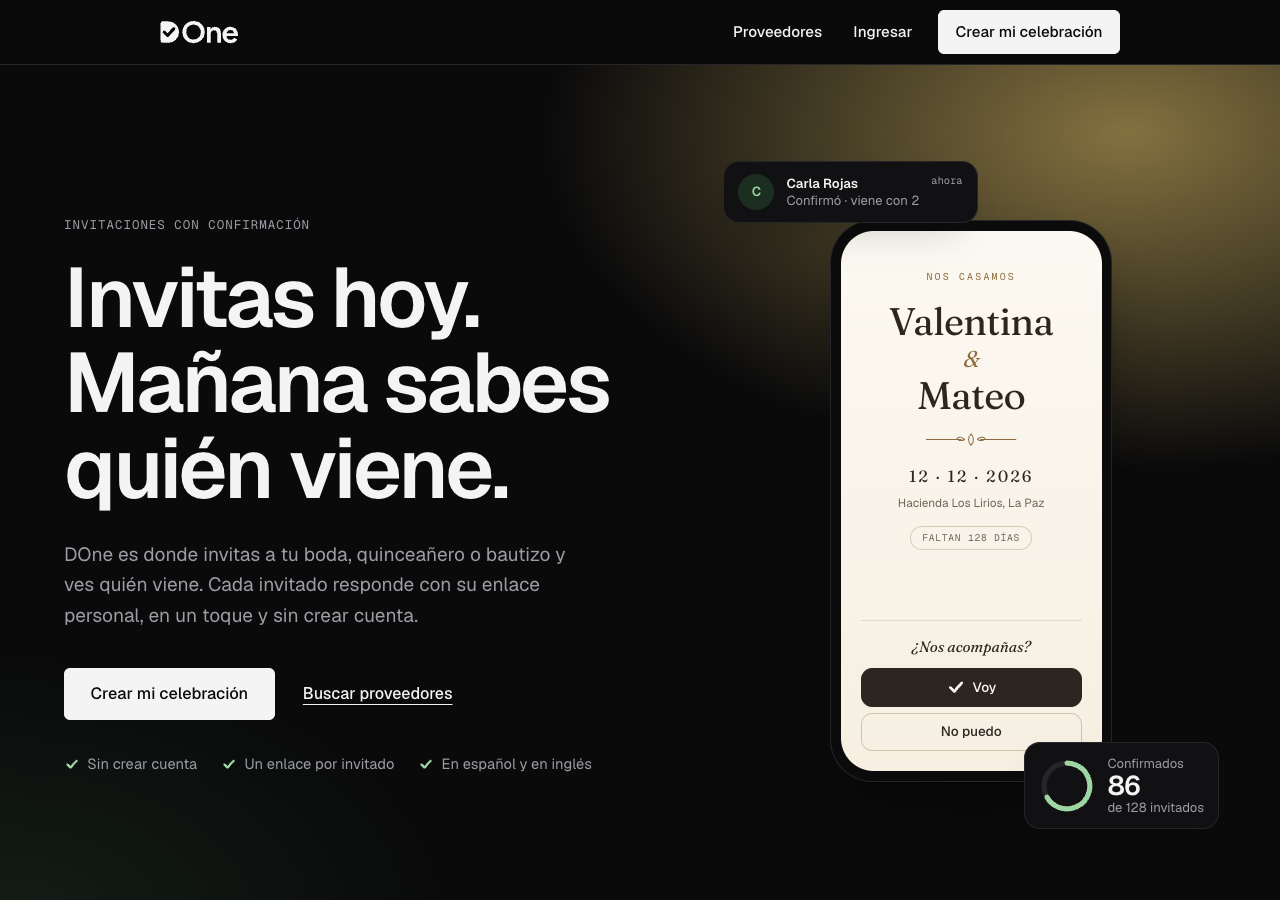 DOne
Proveedores
Ingresar
Crear mi celebración
INVITACIONES CON CONFIRMACIÓN
Invitas hoy.
Mañana sabes
quién viene.
DOne es donde invitas a tu boda, quinceañero o bautizo y
ves quién viene. Cada invitado responde con su enlace
personal, en un toque y sin crear cuenta.
Crear mi celebración
Buscar proveedores
Sin crear cuenta
Un enlace por invitado
En español y en inglés
C
Carla Rojas
ahora
Confirmó · viene con 2
NOS CASAMOS
Valentina
&
Mateo
12 · 12 · 2026
Hacienda Los Lirios, La Paz
FALTAN 128 DÍAS
¿Nos acompañas?
Voy
No puedo
Confirmados
86
de 128 invitados